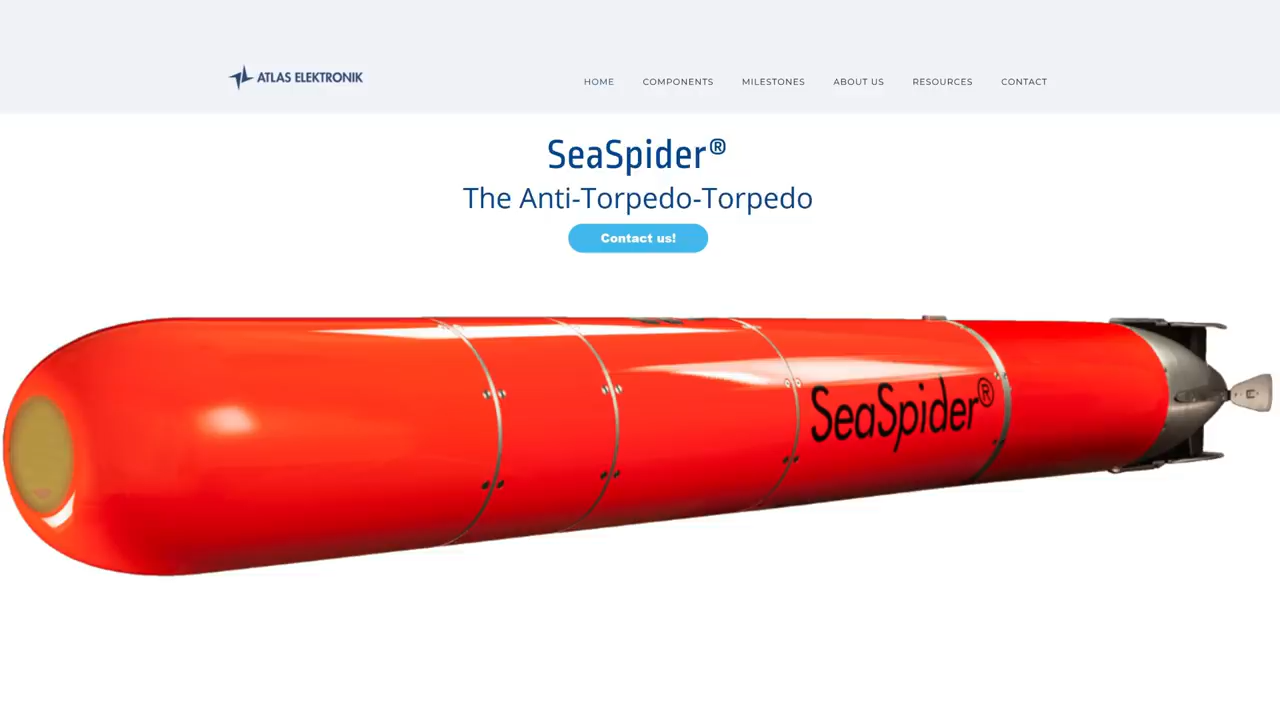 ATLAS ELEKTRONIK
HOME COMPONENTS MILESTONES ABOUT US RESOURCES CONTACT
SeaSpider®
The Anti-Torpedo-Torpedo
Contact us!
SeaSpider®